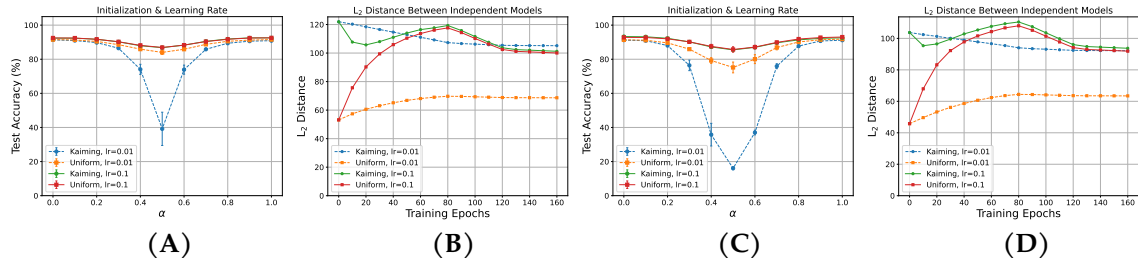 Initialization & Learning Rate
Test Accuracy (%)
100
80
60
40
20
0
Kaiming, lr=0.01
Uniform, lr=0.01
Kaiming, lr=0.1
Uniform, lr=0.1
0.0 0.2 0.4 0.6 0.8 1.0
α
(A)
L2 Distance Between Independent Models
L2 Distance
120
100
80
60
40
20
0
Kaiming, lr=0.01
Uniform, lr=0.01
Kaiming, lr=0.1
Uniform, lr=0.1
0 20 40 60 80 100 120 140 160
Training Epochs
(B)
Initialization & Learning Rate
Test Accuracy (%)
100
80
60
40
20
0
Kaiming, lr=0.01
Uniform, lr=0.01
Kaiming, lr=0.1
Uniform, lr=0.1
0.0 0.2 0.4 0.6 0.8 1.0
α
(C)
L2 Distance Between Independent Models
L2 Distance
100
80
60
40
20
0
Kaiming, lr=0.01
Uniform, lr=0.01
Kaiming, lr=0.1
Uniform, lr=0.1
0 20 40 60 80 100 120 140 160
Training Epochs
(D)